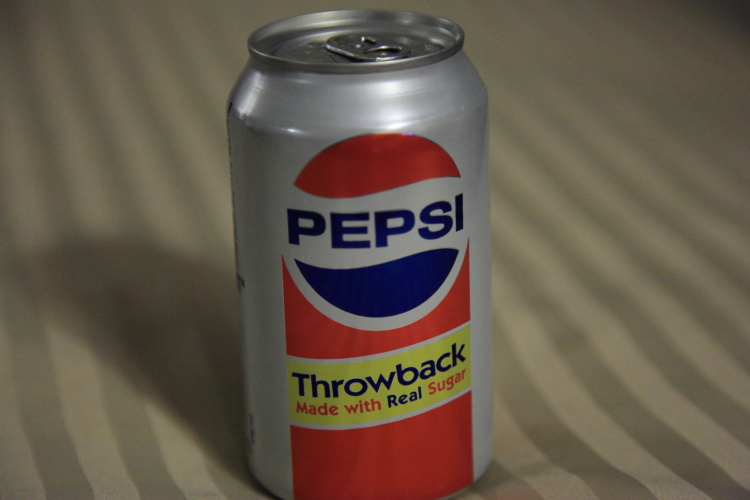 PEPSI
Throwback
Made with Real Sugar